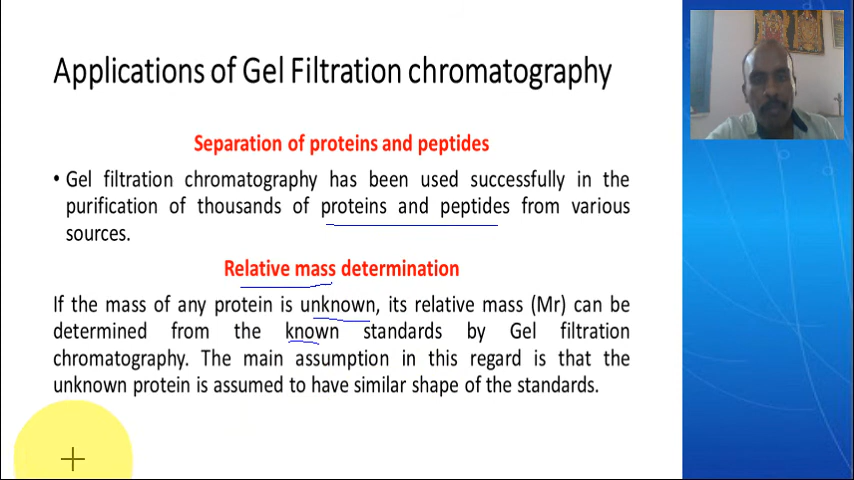 Applications of Gel Filtration chromatography
Separation of proteins and peptides
• Gel filtration chromatography has been used successfully in the
purification of thousands of proteins and peptides from various
sources.
Relative mass determination
If the mass of any protein is unknown, its relative mass (Mr) can be
determined from the known standards by Gel filtration
chromatography. The main assumption in this regard is that the
unknown protein is assumed to have similar shape of the standards.